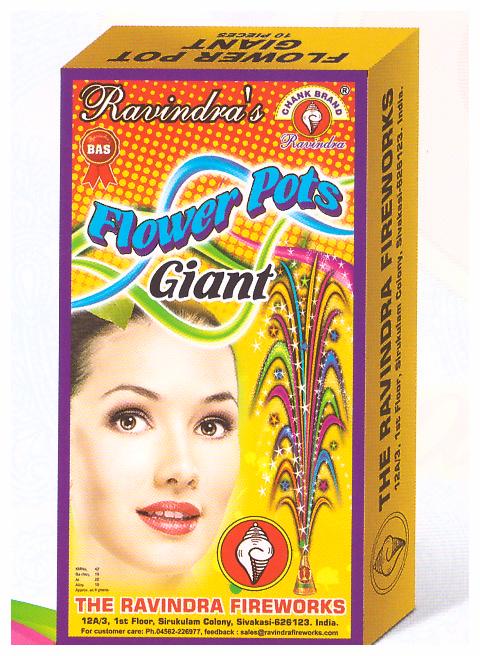 FLOWER POT
GIANT
10 PIECES
Ravindra's
CHANK BRAND
®
Ravindra
BAS
Flower Pots
Giant
THE RAVINDRA FIREWORKS
12A/3, 1st Floor, Sirukulam Colony, Sivakasi-626123. India.
For customer care: Ph.04562-226977, feedback : sales@ravindrafireworks.com
THE RAVINDRA FIREWORKS
12A/3, 1st Floor, Sirukulam Colony, Sivakasi-626123. India.